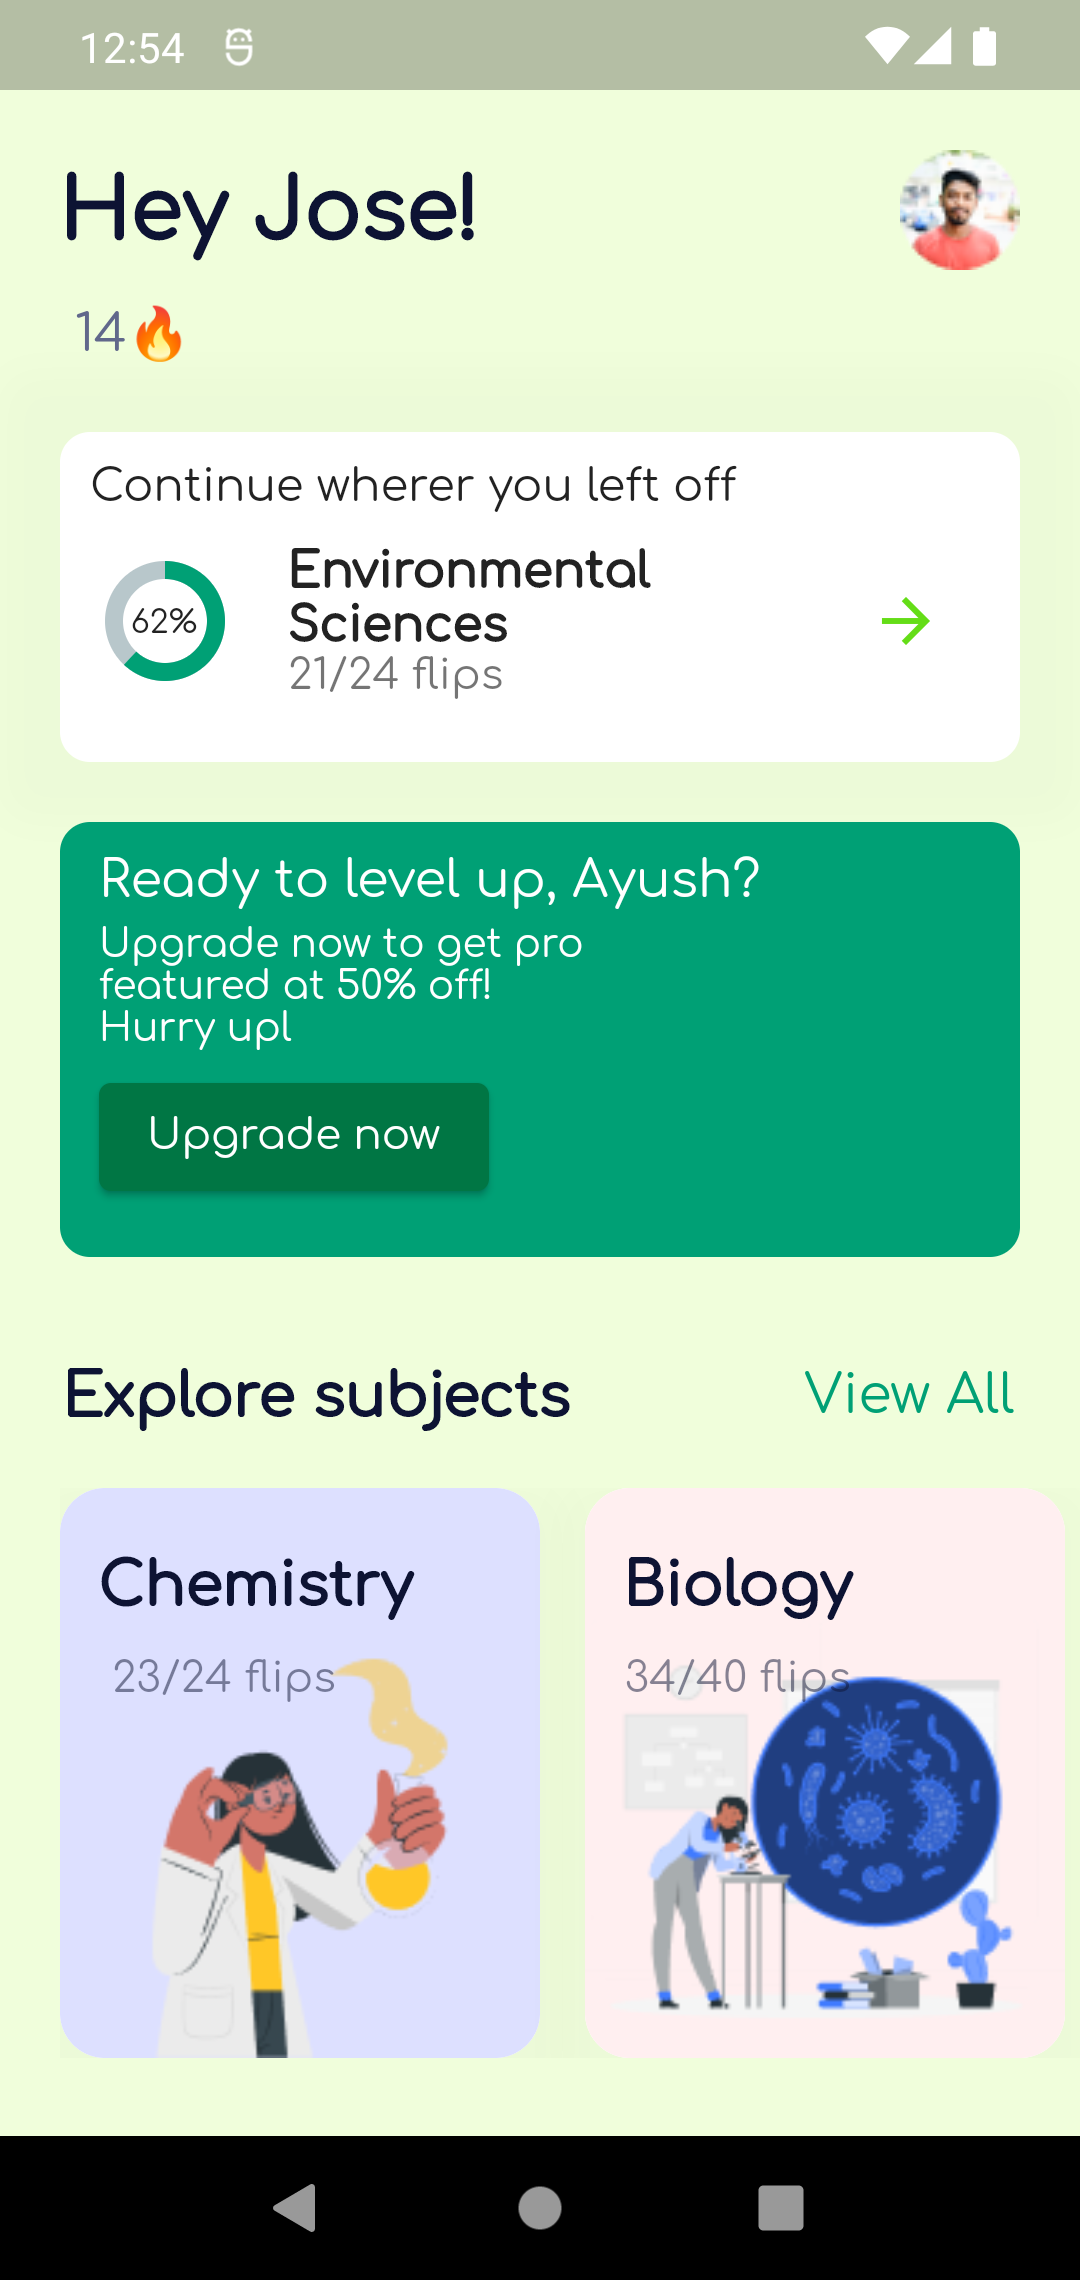 12:54
Hey Jose!
14🔥
Continue wherer you left off
62%
Environmental
Sciences
21/24 flips
Ready to level up, Ayush?
Upgrade now to get pro
featured at 50% off!
Hurry upl
Upgrade now
Explore subjects
View All
Chemistry
23/24 flips
Biology
34/40 flips